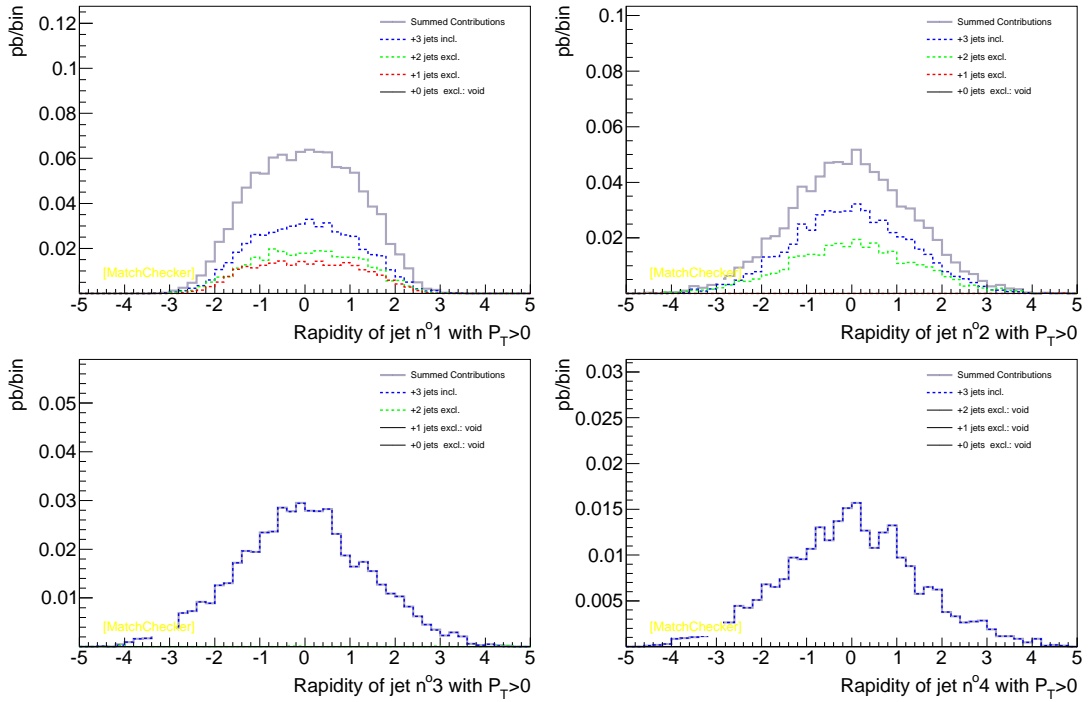 pb/bin
0.12
0.1
0.08
0.06
0.04
0.02
Summed Contributions
+3 jets incl.
+2 jets excl.
+1 jets excl.
+0 jets excl.: void
[MatchChecker]
-5 -4 -3 -2 -1 0 1 2 3 4 5
Rapidity of jet nº1 with P_T>0
pb/bin
0.1
0.08
0.06
0.04
0.02
Summed Contributions
+3 jets incl.
+2 jets excl.
+1 jets excl.
+0 jets excl.: void
[MatchChecker]
-5 -4 -3 -2 -1 0 1 2 3 4 5
Rapidity of jet nº2 with P_T>0
pb/bin
0.05
0.04
0.03
0.02
0.01
Summed Contributions
+3 jets incl.
+2 jets excl.
+1 jets excl.: void
+0 jets excl.: void
[MatchChecker]
-5 -4 -3 -2 -1 0 1 2 3 4 5
Rapidity of jet nº3 with P_T>0
pb/bin
0.03
0.025
0.02
0.015
0.01
0.005
Summed Contributions
+3 jets incl.
+2 jets excl.: void
+1 jets excl.: void
+0 jets excl.: void
[MatchChecker]
-5 -4 -3 -2 -1 0 1 2 3 4 5
Rapidity of jet nº4 with P_T>0